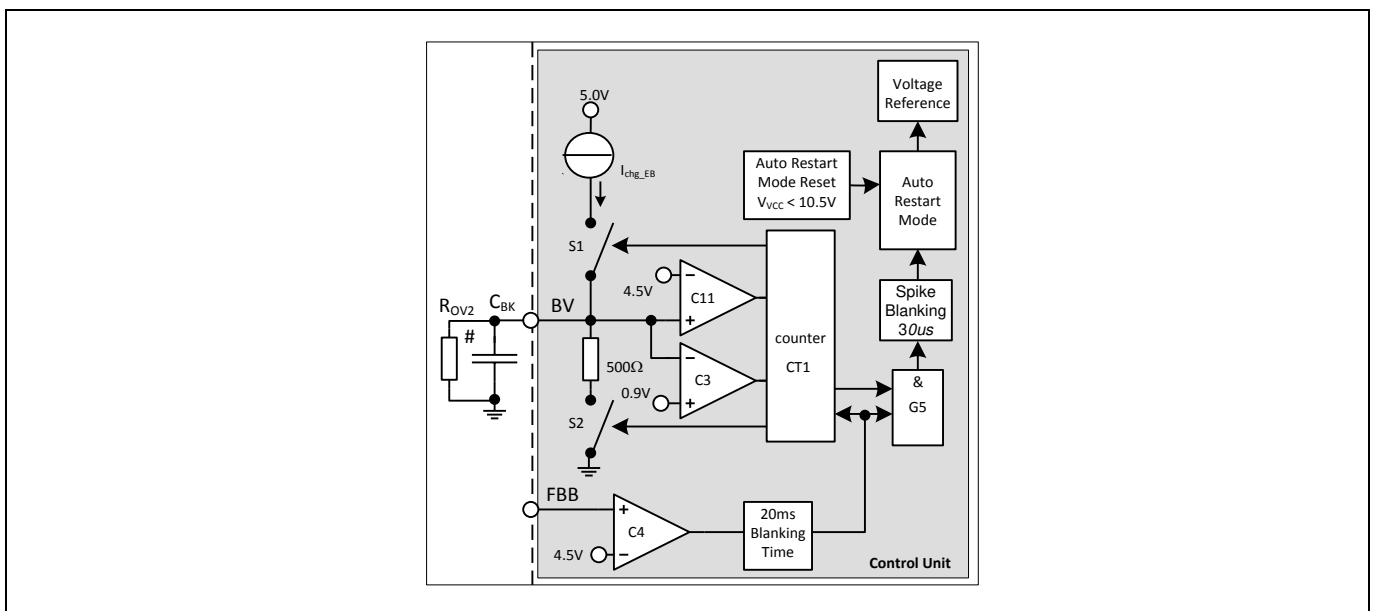 Voltage
Reference
5.0V
Ichg_EB
Auto Restart
Mode Reset
VVCC < 10.5V
Auto
Restart
Mode
S1
4.5V
C11
ROV2
CBK
BV
#
Spike
Blanking
30us
counter
CT1
500Ω
C3
0.9V
&
G5
S2
FBB
C4
4.5V
20ms
Blanking
Time
Control Unit